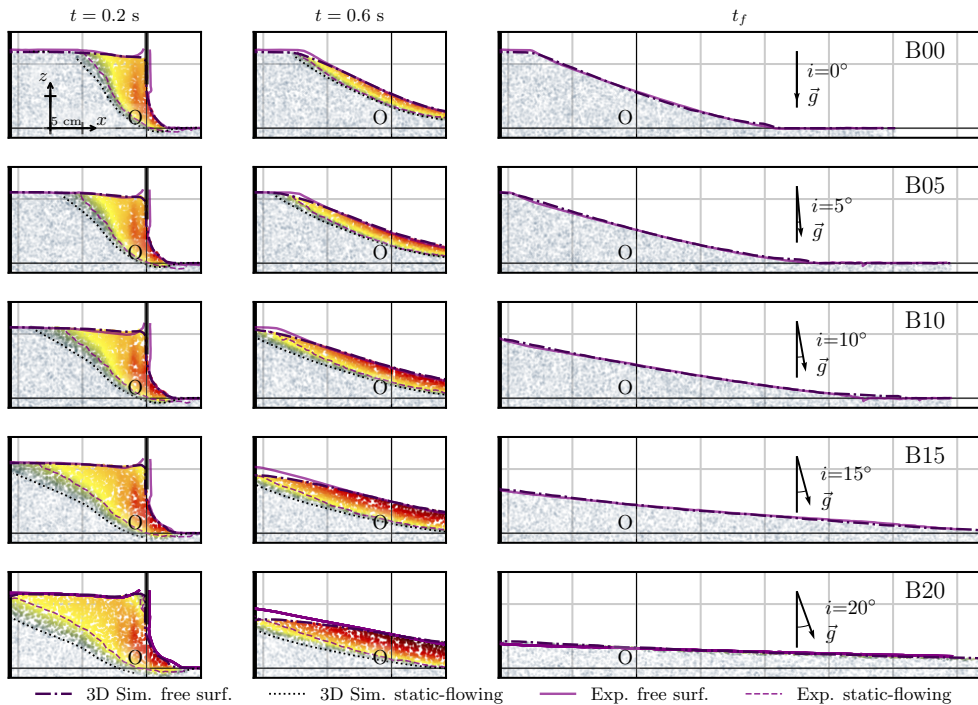 t = 0.2 s
t = 0.6 s
t_f
z
5 cm
x
O
O
O
B00
i=0°
g⃗
O
O
O
B05
i=5°
g⃗
O
O
O
B10
i=10°
g⃗
O
O
O
B15
i=15°
g⃗
O
O
O
B20
i=20°
g⃗
3D Sim. free surf. 3D Sim. static-flowing Exp. free surf. Exp. static-flowing